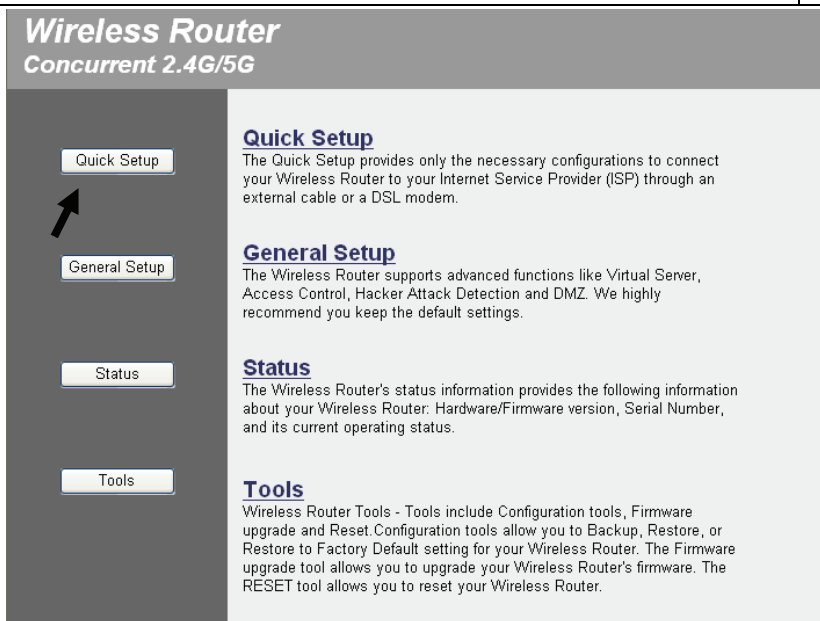 Wireless Router
Concurrent 2.4G/5G
Quick Setup
Quick Setup
The Quick Setup provides only the necessary configurations to connect
your Wireless Router to your Internet Service Provider (ISP) through an
external cable or a DSL modem.
General Setup
General Setup
The Wireless Router supports advanced functions like Virtual Server,
Access Control, Hacker Attack Detection and DMZ. We highly
recommend you keep the default settings.
Status
Status
The Wireless Router's status information provides the following information
about your Wireless Router: Hardware/Firmware version, Serial Number,
and its current operating status.
Tools
Tools
Wireless Router Tools - Tools include Configuration tools, Firmware
upgrade and Reset.Configuration tools allow you to Backup, Restore, or
Restore to Factory Default setting for your Wireless Router. The Firmware
upgrade tool allows you to upgrade your Wireless Router's firmware. The
RESET tool allows you to reset your Wireless Router.